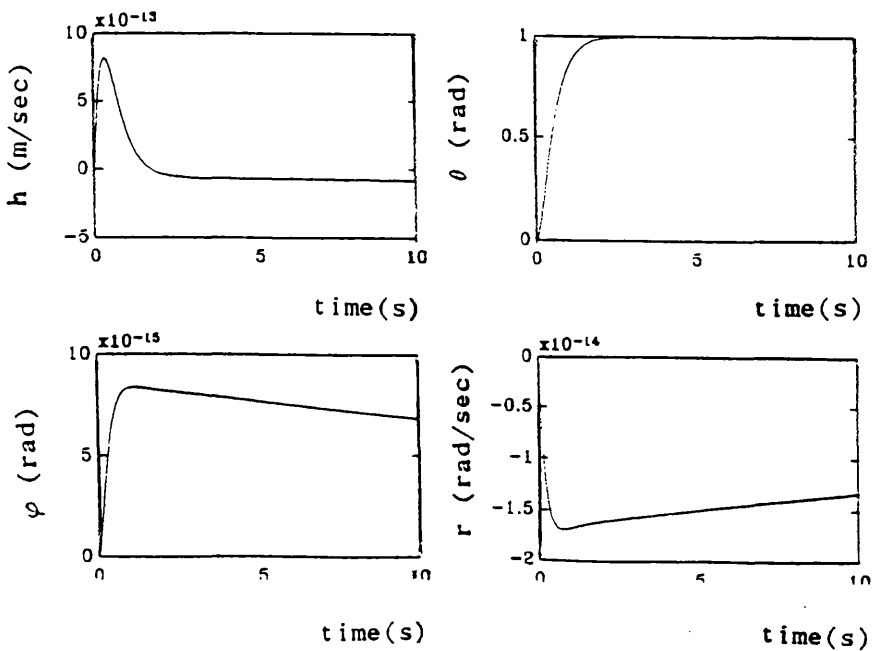 x10-13
10
5
0
-5
h (m/sec)
0 5 10
time(s)
1
0.5
0
θ (rad)
0 5 10
time(s)
x10-15
10
5
0
φ (rad)
0 5 10
time(s)
x10-14
0
-0.5
-1
-1.5
-2
r (rad/sec)
0 5 10
time(s)